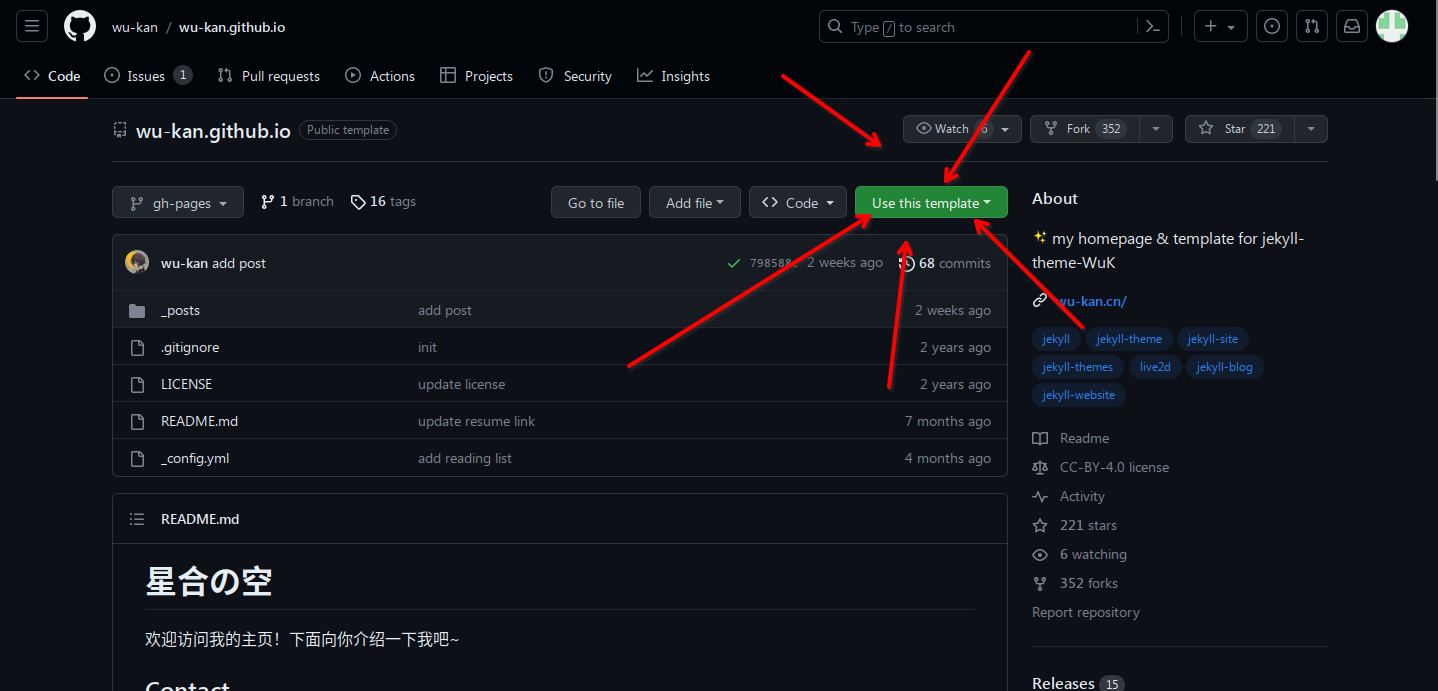 wu-kan / wu-kan.github.io
Type / to search
Code Issues 1 Pull requests Actions Projects Security Insights
wu-kan.github.io Public template
Watch 6 Fork 352 Star 221
gh-pages 1 branch 16 tags Go to file Add file Code Use this template
wu-kan add post 2 weeks ago 68 commits
_posts add post 2 weeks ago
.gitignore init 2 years ago
LICENSE update license 2 years ago
README.md update resume link 7 months ago
_config.yml add reading list 4 months ago
README.md
星合の空
欢迎访问我的主页！下面向你介绍一下我吧~
Contact
About
my homepage & template for jekyll-
theme-WuK
wu-kan.cn/
jekyll jekyll-theme jekyll-site
jekyll-themes live2d jekyll-blog
jekyll-website
Readme
CC-BY-4.0 license
Activity
221 stars
6 watching
352 forks
Report repository
Releases 15